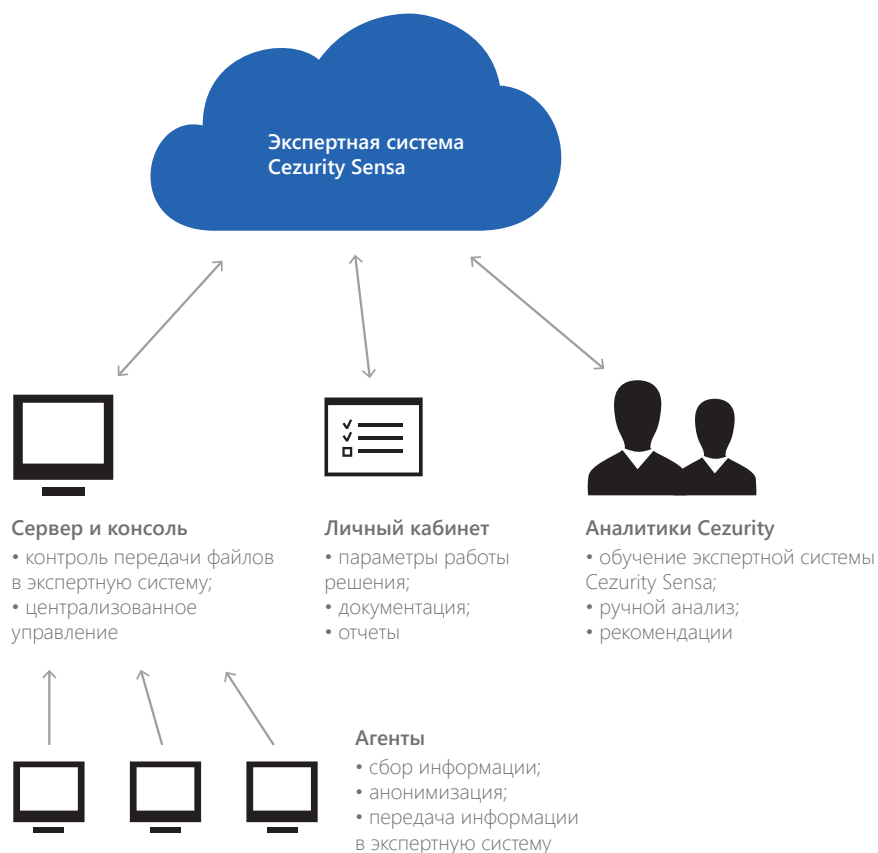 Экспертная система
Cezurity Sensa
Сервер и консоль
• контроль передачи файлов
в экспертную систему;
• централизованное
управление
Личный кабинет
• параметры работы
решения;
• документация;
• отчеты
Аналитики Cezurity
• обучение экспертной системы
Cezurity Sensa;
• ручной анализ;
• рекомендации
Агенты
• сбор информации;
• анонимизация;
• передача информации
в экспертную систему